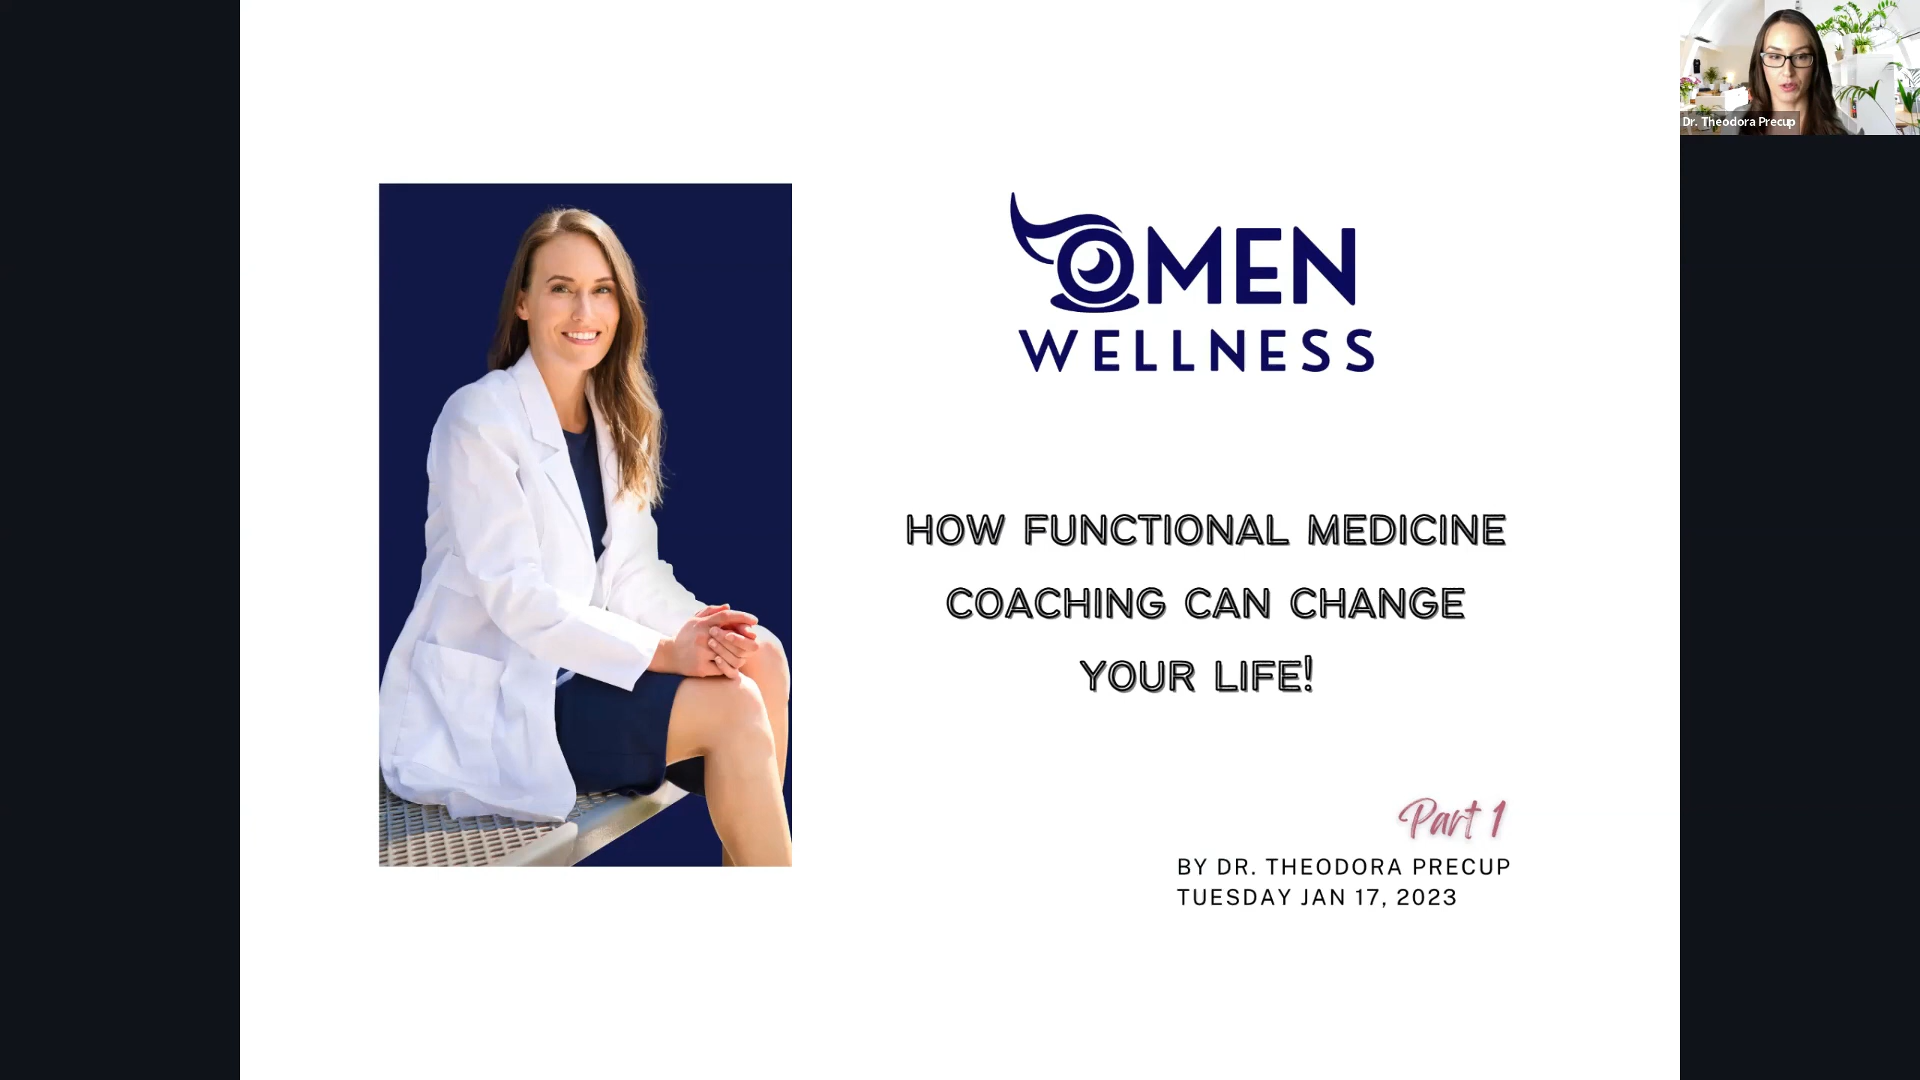 Dr. Theodora Precup
OMEN
WELLNESS
HOW FUNCTIONAL MEDICINE
COACHING CAN CHANGE
YOUR LIFE!
Part 1
BY DR. THEODORA PRECUP
TUESDAY JAN 17, 2023